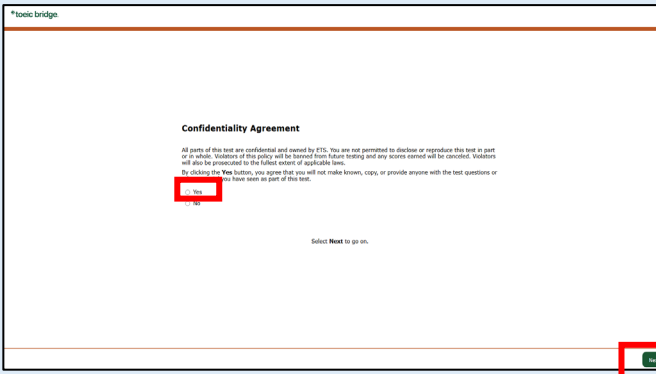 *toeic bridge.
Confidentiality Agreement
All parts of this test are confidential and owned by ETS. You are not permitted to disclose or reproduce this test in part
or in whole. Violators of this policy will be banned from future testing and any scores earned will be canceled. Violators
will also be prosecuted to the fullest extent of applicable laws.
By clicking the Yes button, you agree that you will not make known, copy, or provide anyone with the test questions or
you have seen as part of this test.
Yes
No
Select Next to go on.